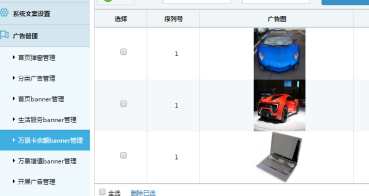 系统文案设置
广告管理
首页弹窗管理
分类广告管理
首页banner管理
生活服务banner管理
万里卡余额banner管理
万里增值banner管理
开屏广告管理
选择 序列号 广告图
1
1
1
全选 删除已选